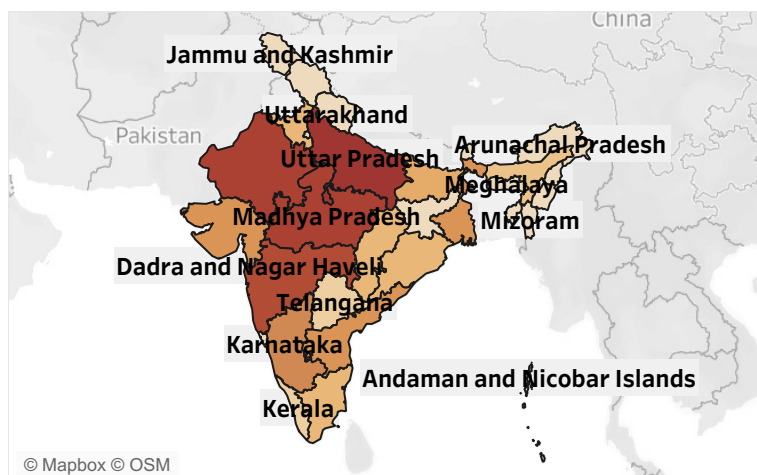 China
Jammu and Kashmir
Uttarakhand
Pakistan
Arunachal Pradesh
Uttar Pradesh
Meghalaya
Madhya Pradesh
Mizoram
Dadra and Nagar Haveli
Telangana
Karnataka
Andaman and Nicobar Islands
Kerala
© Mapbox © OSM